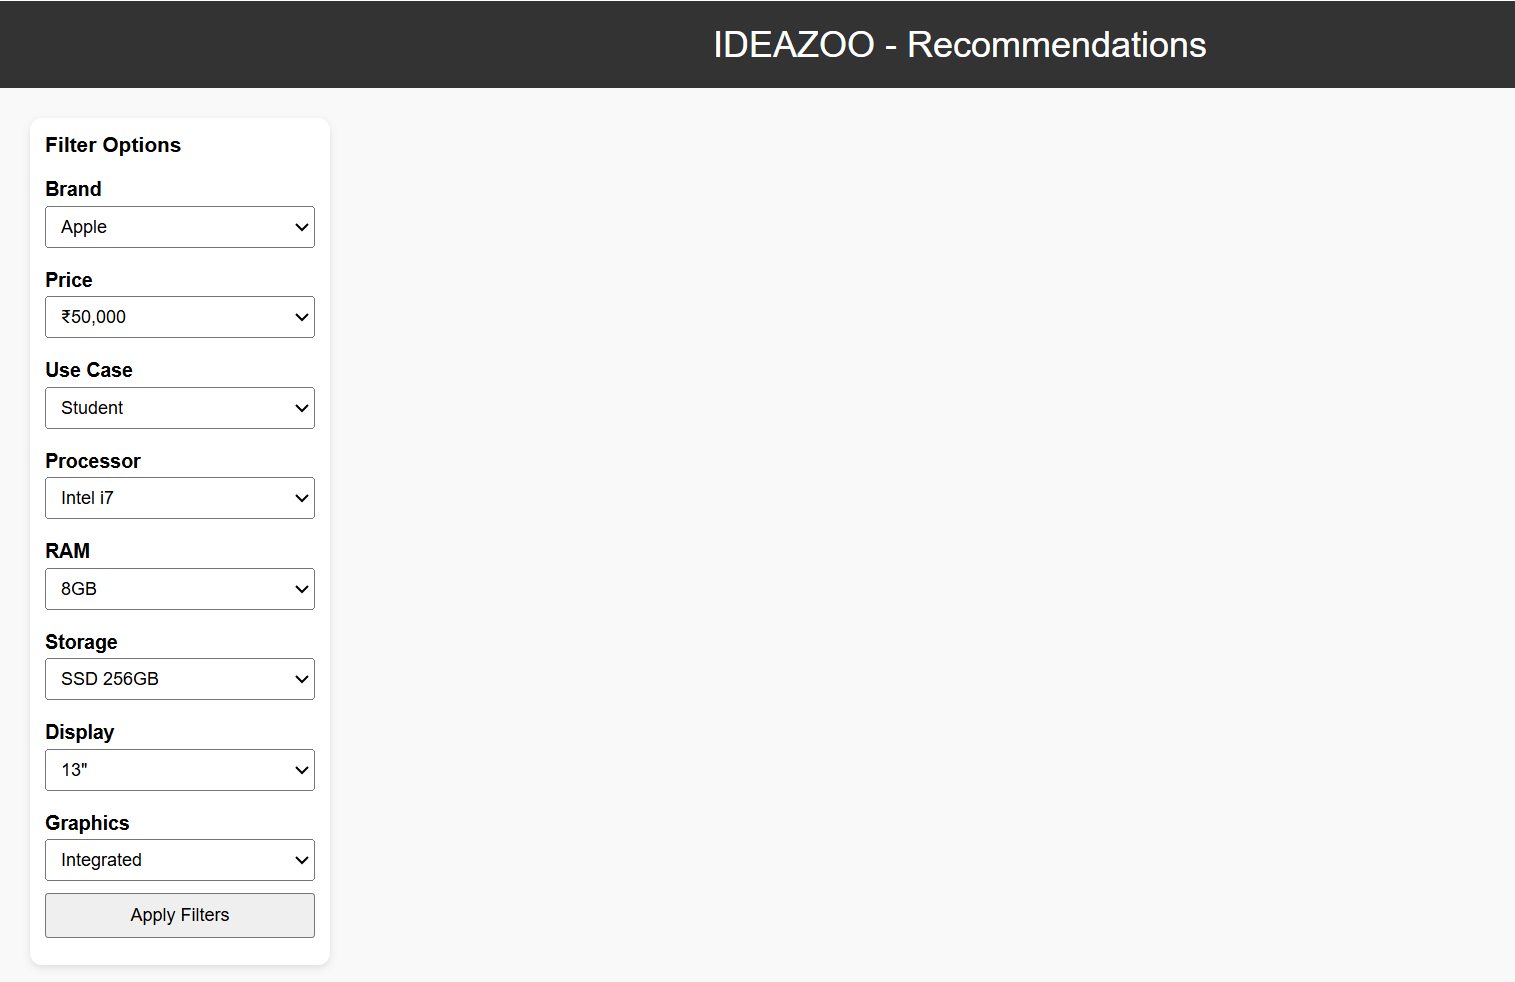 IDEAZOO - Recommendations
Filter Options
Brand
Apple
Price
₹50,000
Use Case
Student
Processor
Intel i7
RAM
8GB
Storage
SSD 256GB
Display
13"
Graphics
Integrated
Apply Filters